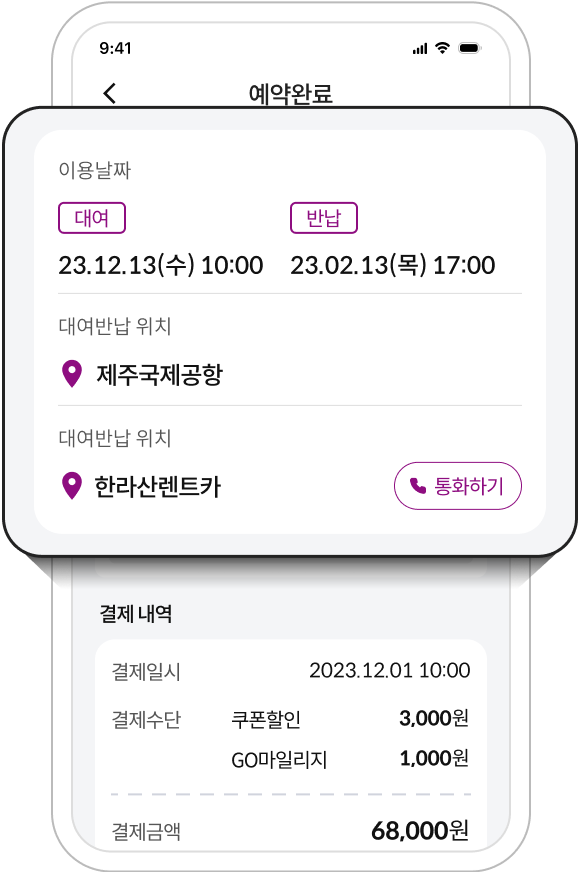 9:41
예약완료
이용날짜
대여 반납
23.12.13(수) 10:00 23.02.13(목) 17:00
대여반납 위치
제주국제공항
대여반납 위치
한라산렌트카 통화하기
결제 내역
결제일시 2023.12.01 10:00
결제수단 쿠폰할인 3,000원
GO마일리지 1,000원
결제금액 68,000원